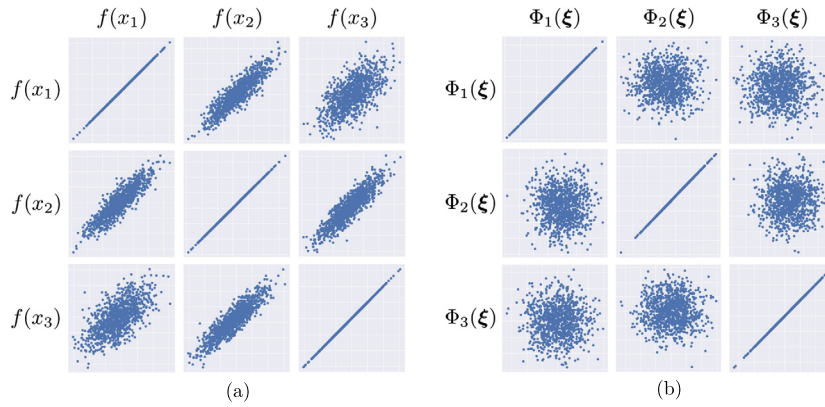 f(x₁) f(x₂) f(x₃)
f(x₁)
f(x₂)
f(x₃)
(a)
Φ₁(ξ) Φ₂(ξ) Φ₃(ξ)
Φ₁(ξ)
Φ₂(ξ)
Φ₃(ξ)
(b)